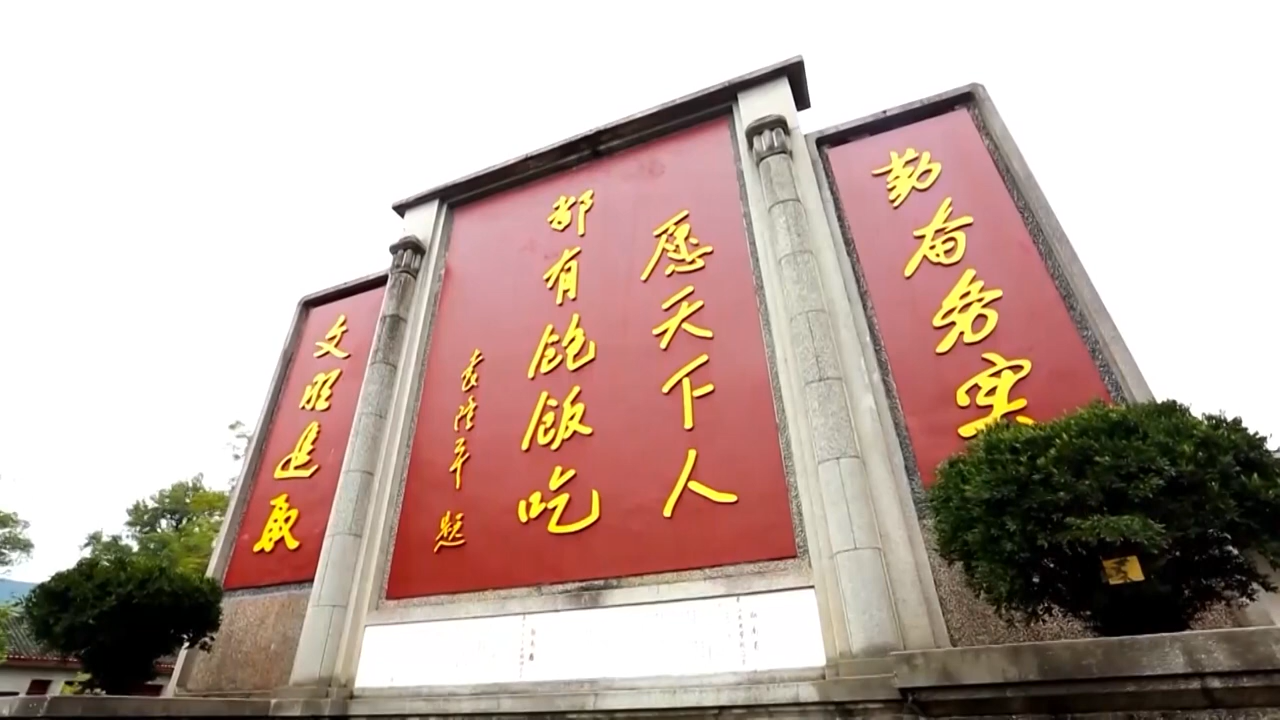 勤奋务实
愿天下人
都有饱饭吃
袁隆平 题
文明進取